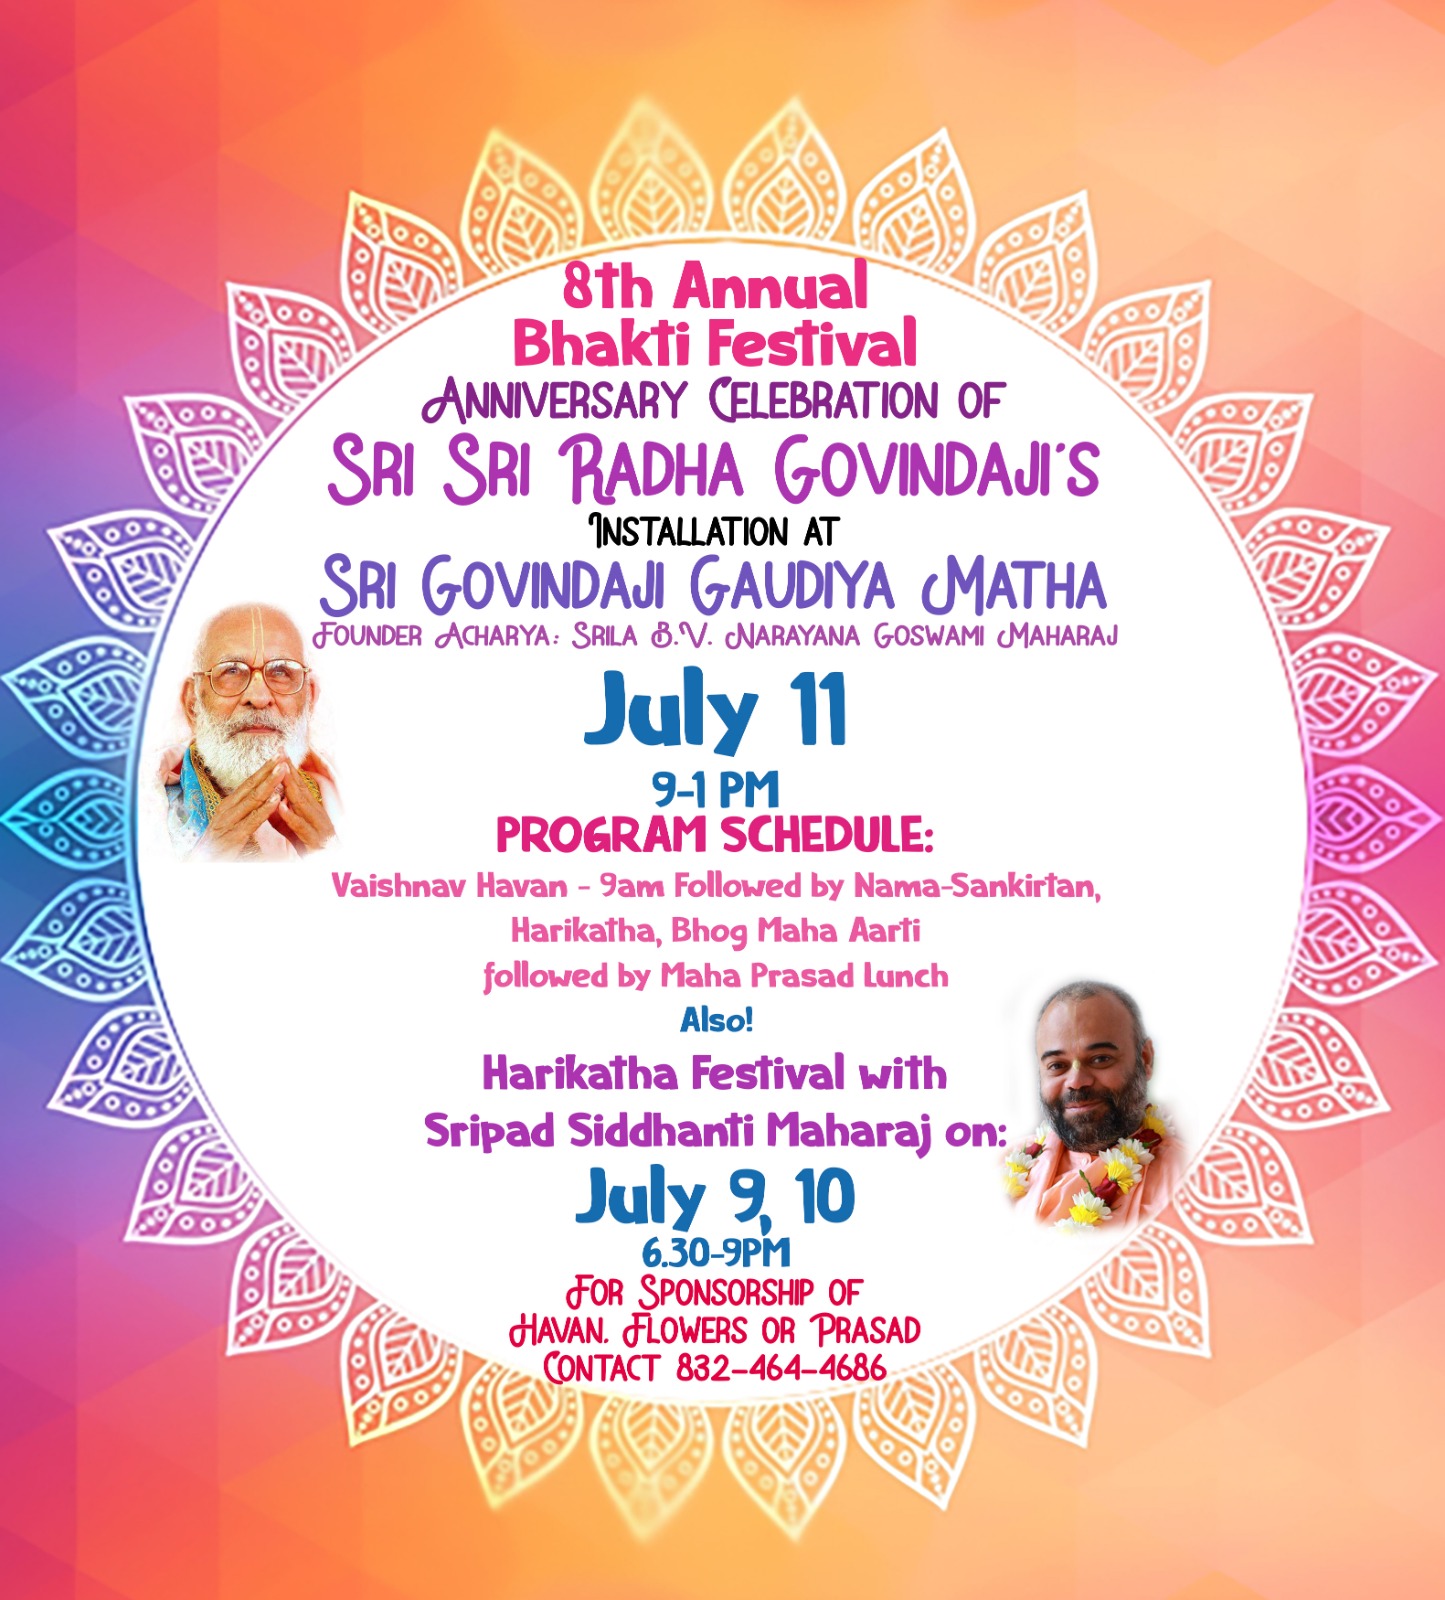 8th Annual
Bhakti Festival
Anniversary Celebration of
Sri Sri Radha Govindaji's
Installation at
Sri Govindaji Gaudiya Matha
Founder Acharya: Srila B.V. Narayana Goswami Maharaj
July 11
9-1 PM
PROGRAM SCHEDULE:
Vaishnav Havan - 9am Followed by Nama-Sankirtan,
Harikatha, Bhog Maha Aarti
followed by Maha Prasad Lunch
Also!
Harikatha Festival with
Sripad Siddhanti Maharaj on:
July 9, 10
6.30-9PM
For Sponsorship of
Havan. Flowers or Prasad
Contact 832-464-4686